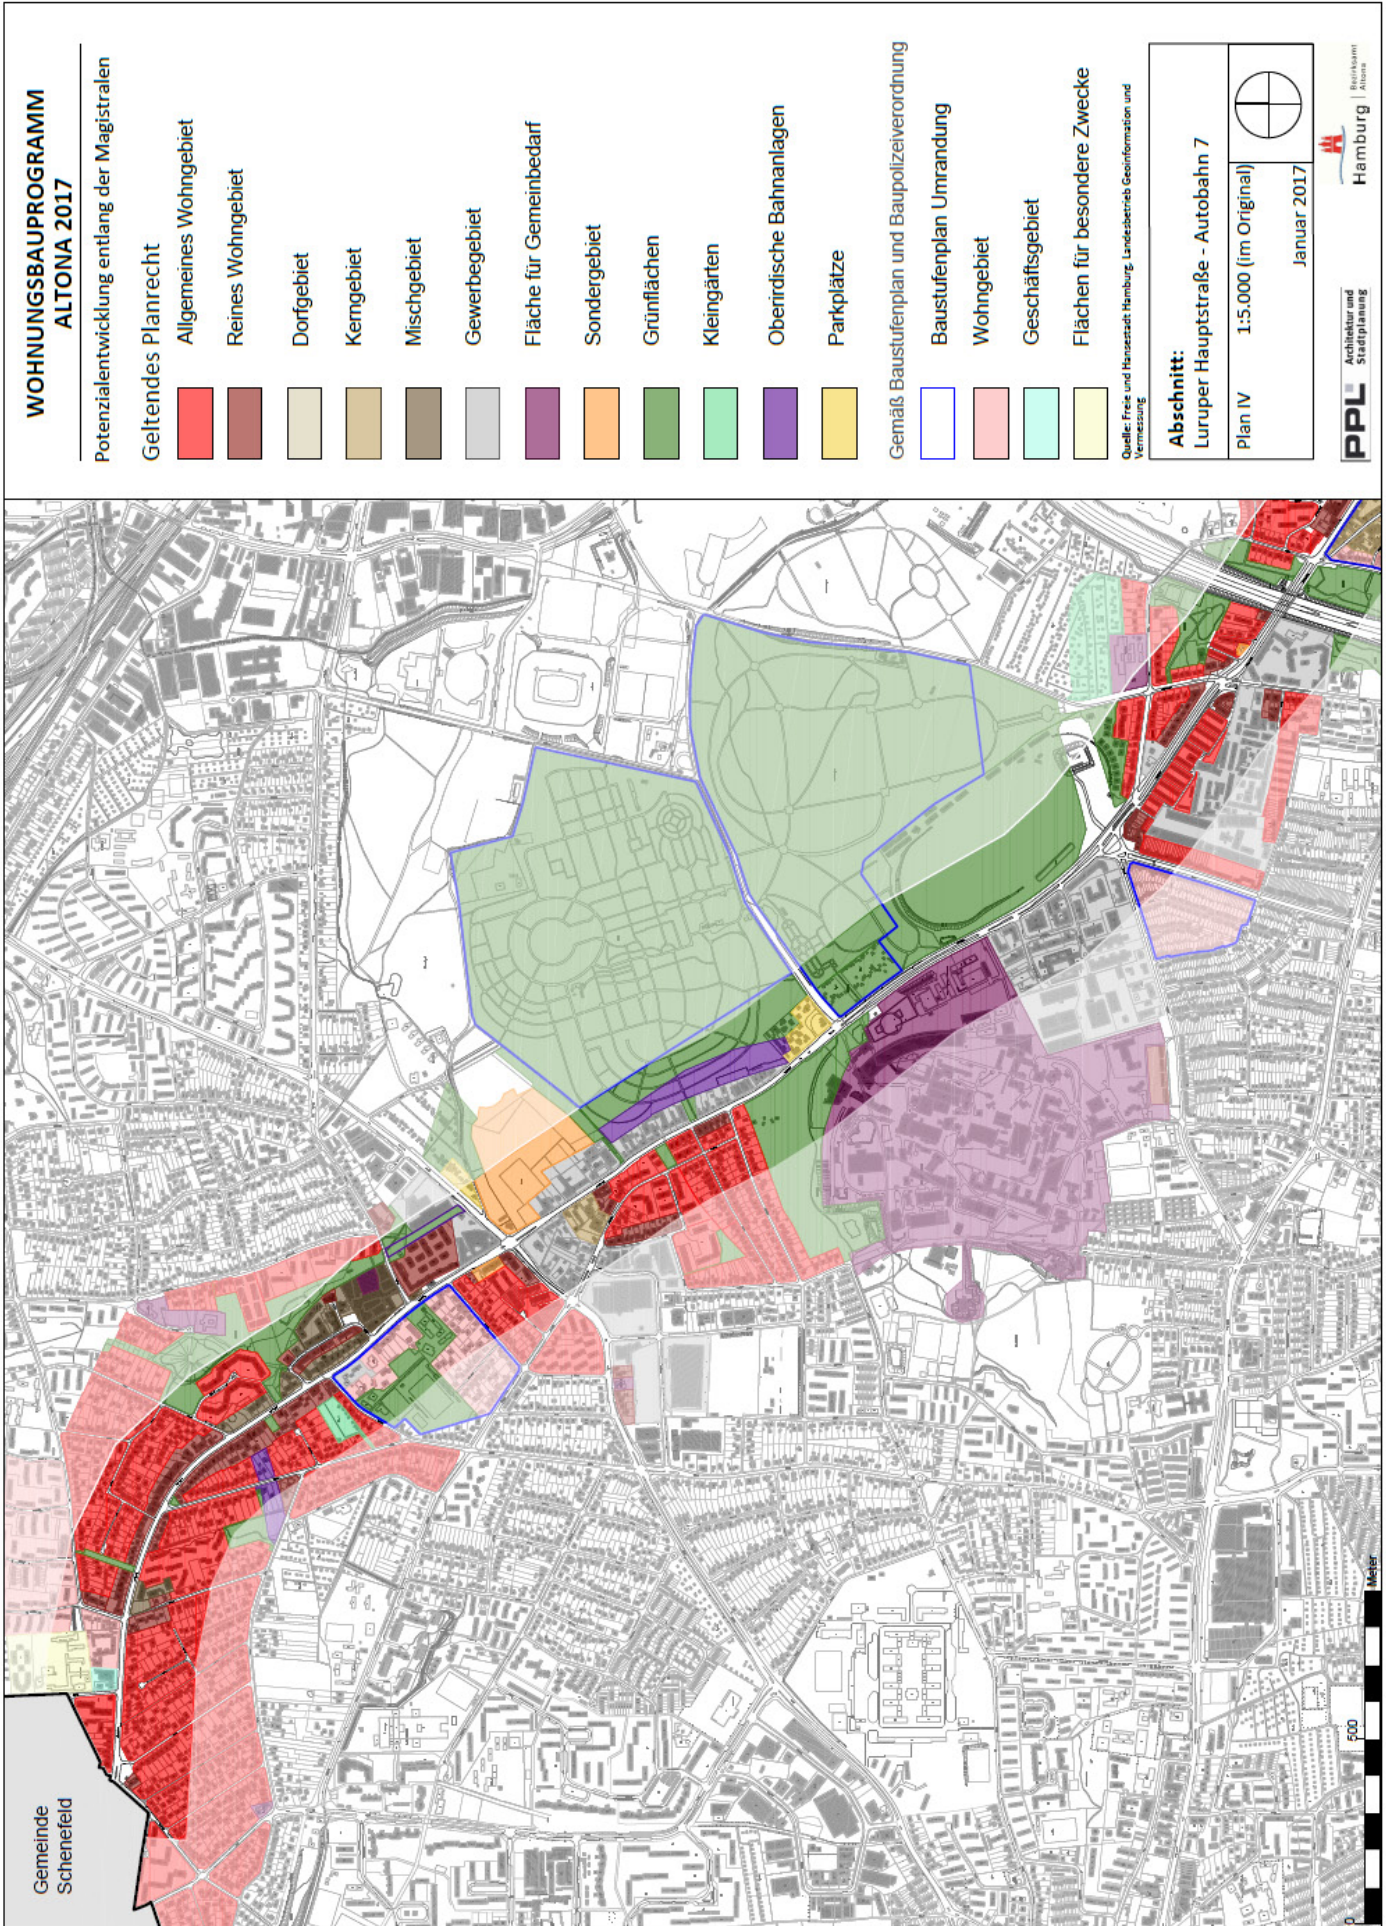 WOHNUNGSBAUPROGRAMM
ALTONA 2017
Potenzialentwicklung entlang der Magistralen
Geltendes Planrecht
Allgemeines Wohngebiet
Reines Wohngebiet
Dorfgebiet
Kerngebiet
Mischgebiet
Gewerbegebiet
Fläche für Gemeinbedarf
Sondergebiet
Grünflächen
Kleingärten
Oberirdische Bahnanlagen
Parkplätze
Gemäß Baustufenplan und Baupolizeiverordnung
Baustufenplan Umrandung
Wohngebiet
Geschäftsgebiet
Flächen für besondere Zwecke
Quelle: Freie und Hansestadt Hamburg, Landesbetrieb Geoinformation und
Vermessung
Abschnitt:
Luruper Hauptstraße - Autobahn 7
Plan IV
1:5.000 (im Original)
Januar 2017
PPL
Architektur und
Stadtplanung
Hamburg
Bezirksamt
Altona
Gemeinde
Schenefeld
0
500
Meter